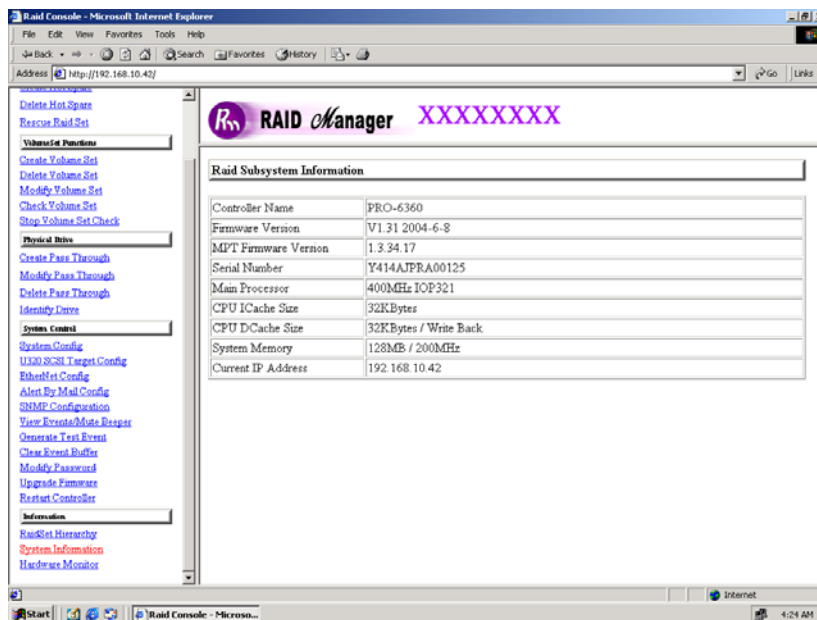 Raid Console - Microsoft Internet Explorer
File Edit View Favorites Tools Help
Back Search Favorites History
Address http://192.168.10.42/ Go Links
Create Hot Spare
Delete Hot Spare
Rescue Raid Set
VolumeSet Functions
Create Volume Set
Delete Volume Set
Modify Volume Set
Check Volume Set
Stop Volume Set Check
Physical Drive
Create Pass Through
Modify Pass Through
Delete Pass Through
Identify Drive
System Control
System Config
U320 SCSI Target Config
EtherNet Config
Alert By Mail Config
SNMP Configuration
View Events/Mute Beeper
Generate Test Event
Clear Event Buffer
Modify Password
Upgrade Firmware
Restart Controller
Information
RaidSet Hierarchy
System Information
Hardware Monitor
Rm RAID Manager XXXXXXXX
Raid Subsystem Information
Controller Name PRO-6360
Firmware Version V1.31 2004-6-8
MPT Firmware Version 1.3.34.17
Serial Number Y414AJPRA00125
Main Processor 400MHz IOP321
CPU ICache Size 32KBytes
CPU DCache Size 32KBytes / Write Back
System Memory 128MB / 200MHz
Current IP Address 192.168.10.42
Internet
Start Raid Console - Microso... 4:24 AM